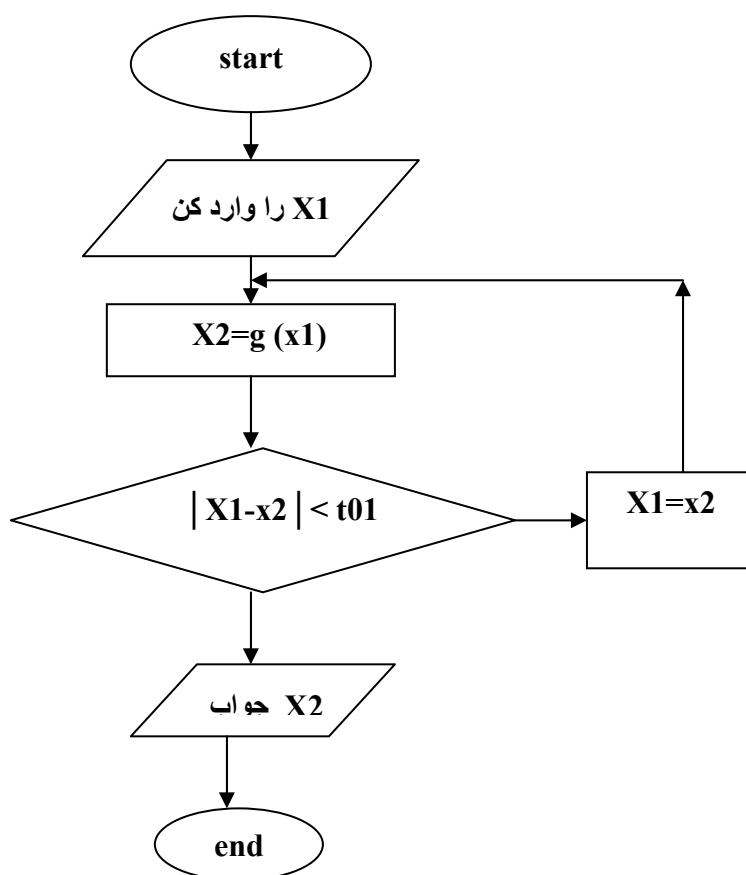 start
X1 را وارد کن
X2=g (x1)
|X1-x2|< t01
X1=x2
X2 جواب
end